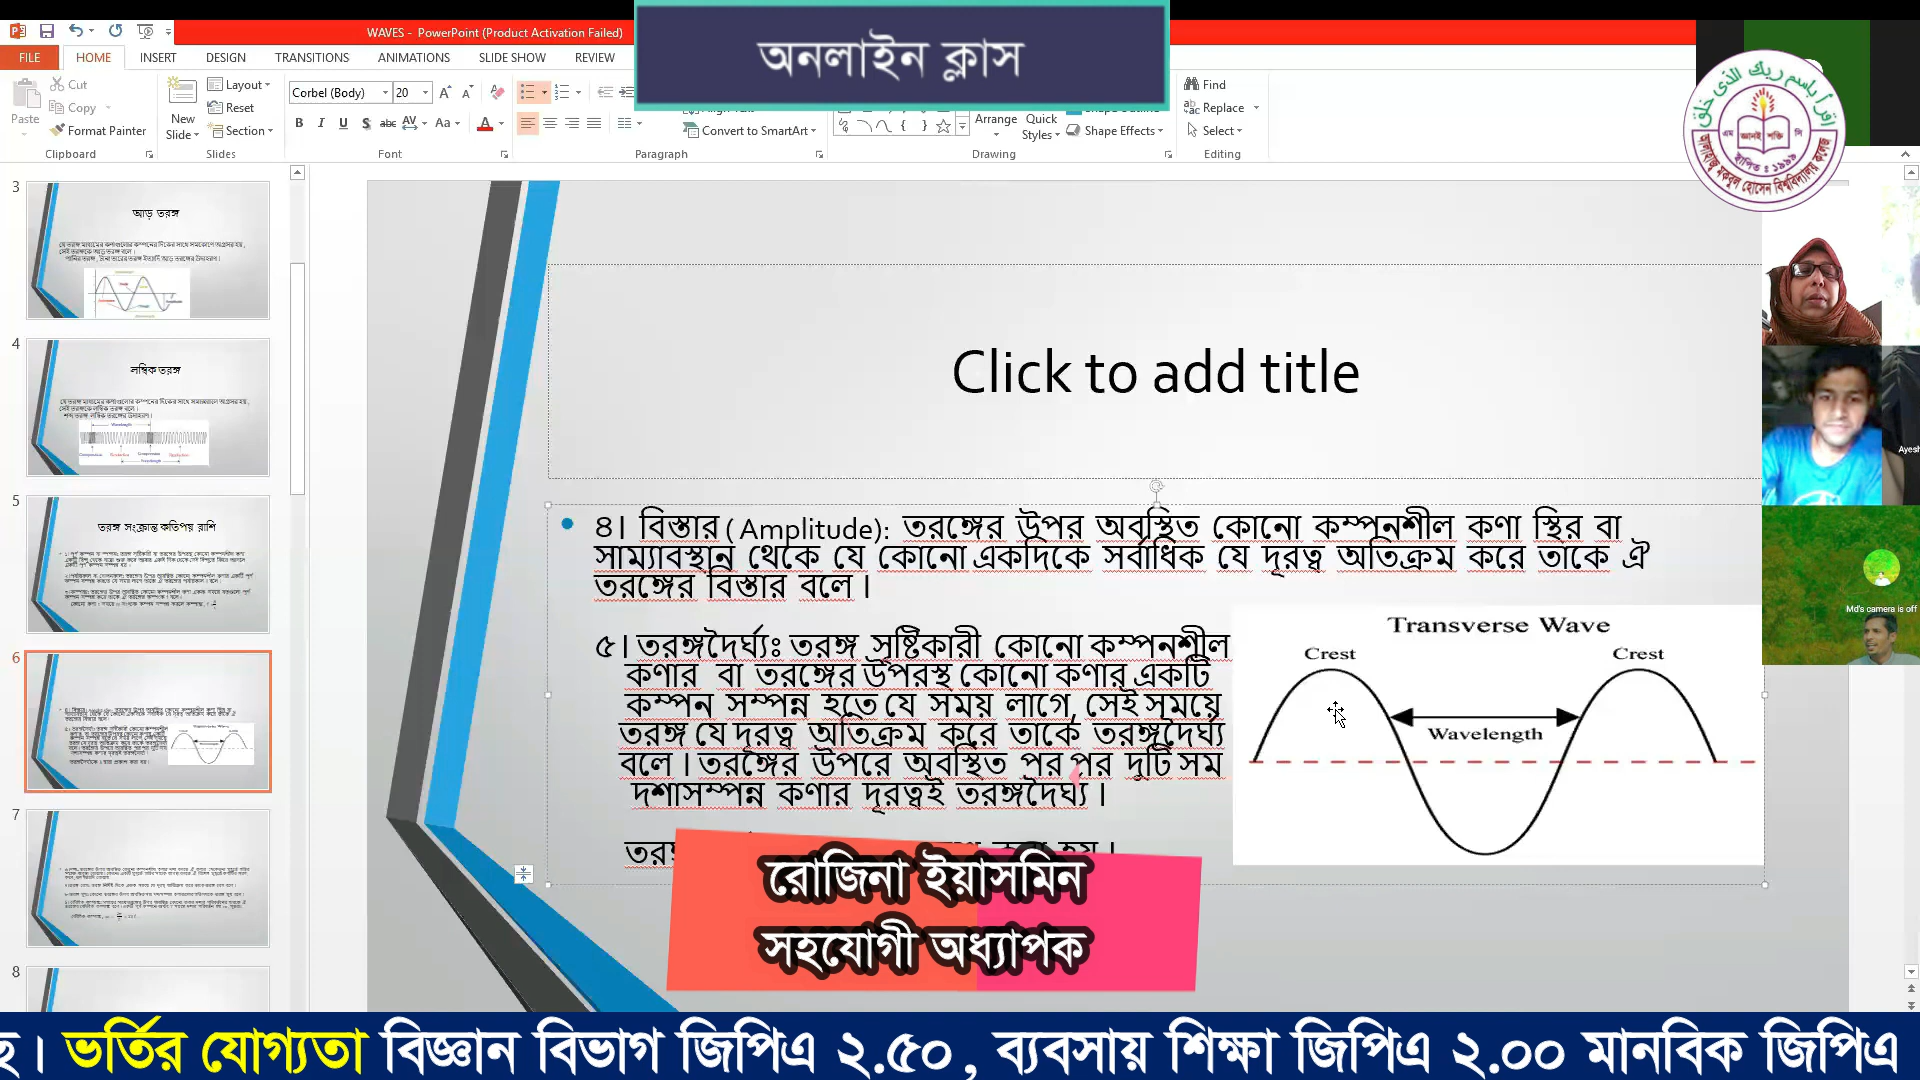 WAVES - PowerPoint (Product Activation Failed)
অনলাইন ক্লাস
FILE HOME INSERT DESIGN TRANSITIONS ANIMATIONS SLIDE SHOW REVIEW
Cut
Copy
Format Painter
Paste
Clipboard
New Slide
Layout
Reset
Section
Slides
Corbel (Body) 20
Font
Convert to SmartArt
Paragraph
Arrange
Quick Styles
Shape Effects
Drawing
Find
Replace
Select
Editing
3
আড় তরঙ্গ
4
লম্বিক তরঙ্গ
5
তরঙ্গ সংক্রান্ত কতিপয় রাশি
6
7
8
Click to add title
৪। বিস্তার ( Amplitude): তরঙ্গের উপর অবস্থিত কোনো কম্পনশীল কণা স্থির বা
সাম্যাবস্থান থেকে যে কোনো একদিকে সর্বাধিক যে দূরত্ব অতিক্রম করে তাকে ঐ
তরঙ্গের বিস্তার বলে ।
৫। তরঙ্গদৈর্ঘ্যঃ তরঙ্গ সৃষ্টিকারী কোনো কম্পনশীল
কণার বা তরঙ্গের উপরস্থ কোনো কণার একটি
কম্পন সম্পন্ন হতে যে সময় লাগে, সেই সময়ে
তরঙ্গ যে দূরত্ব অতিক্রম করে তাকে তরঙ্গদৈর্ঘ্য
বলে । তরঙ্গের উপরে অবস্থিত পর পর দুটি সম
দশাসম্পন্ন কণার দূরত্বই তরঙ্গদৈর্ঘ্য ।
Transverse Wave
Crest Crest
Wavelength
Ayesh
Md's camera is off
রোজিনা ইয়াসমিন
সহযোগী অধ্যাপক
ছ। ভর্তির যোগ্যতা বিজ্ঞান বিভাগ জিপিএ ২.৫০, ব্যবসায় শিক্ষা জিপিএ ২.০০ মানবিক জিপিএ